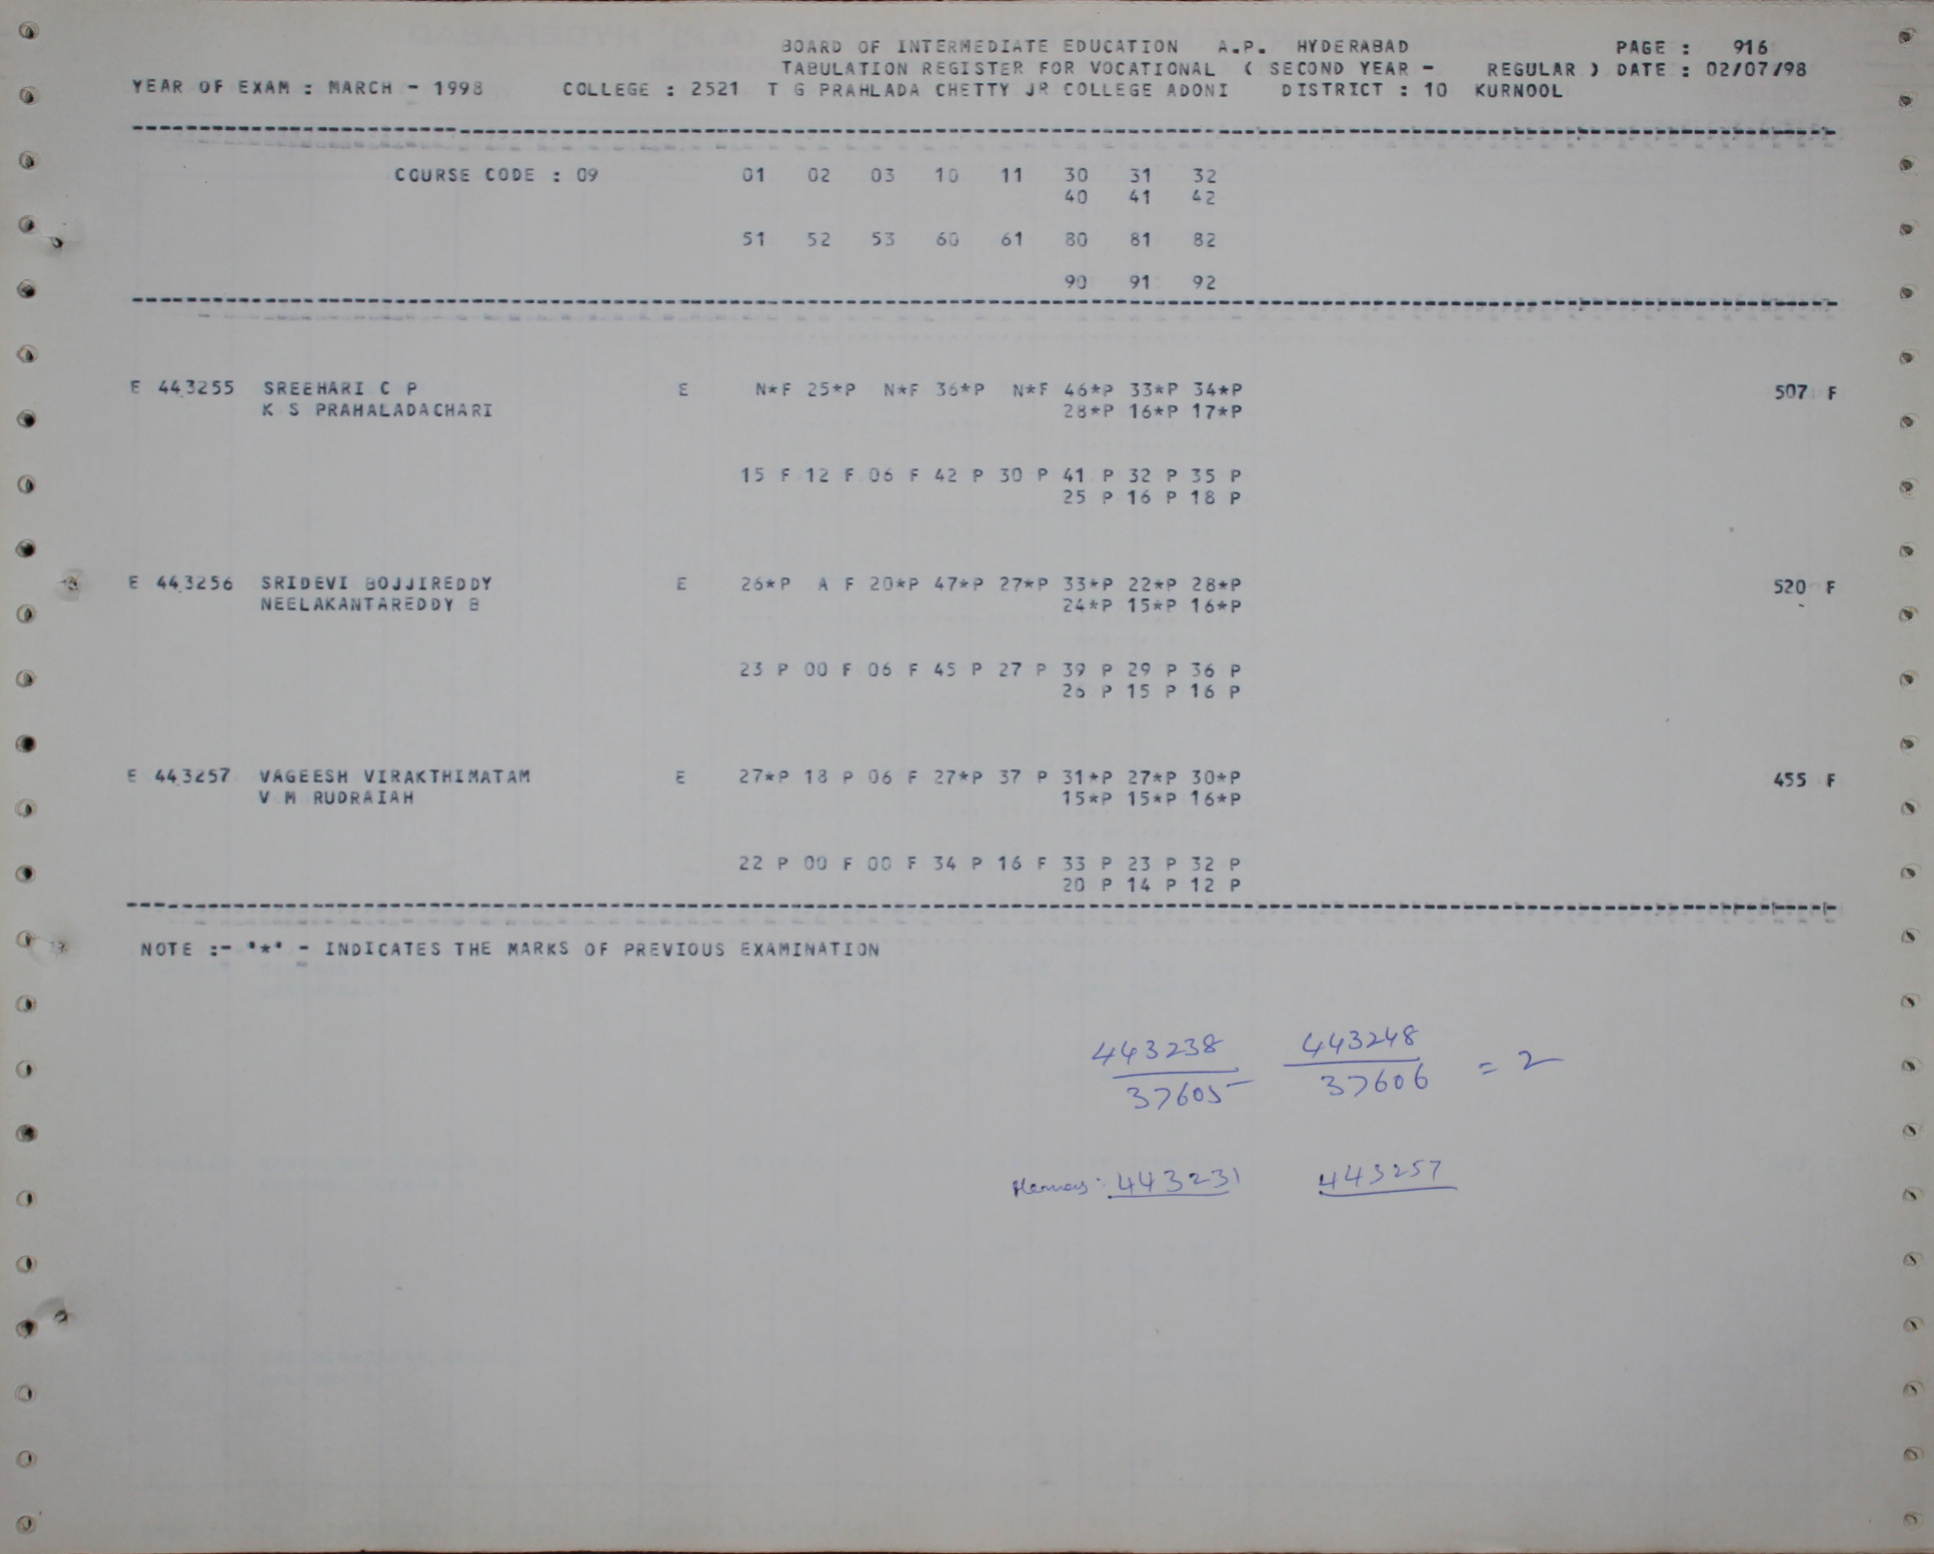 BOARD OF INTERMEDIATE EDUCATION A.P. HYDERABAD PAGE : 916
TABULATION REGISTER FOR VOCATIONAL ( SECOND YEAR - REGULAR ) DATE : 02/07/98
YEAR OF EXAM : MARCH - 1998 COLLEGE : 2521 T G PRAHLADA CHETTY JR COLLEGE ADONI DISTRICT : 10 KURNOOL
COURSE CODE : 09 01 02 03 10 11 30 31 32
40 41 42
51 52 53 60 61 80 81 82
90 91 92
E 443255 SREEHARI C P E N*F 25*P N*F 36*P N*F 46*P 33*P 34*P 507 F
K S PRAHALADACHARI 28*P 16*P 17*P
15 F 12 F 06 F 42 P 30 P 41 P 32 P 35 P
25 P 16 P 18 P
E 443256 SRIDEVI BOJJIREDDY E 26*P A F 20*P 47*P 27*P 33*P 22*P 28*P 520 F
NEELAKANTAREDDY B 24*P 15*P 16*P
23 P 00 F 06 F 45 P 27 P 39 P 29 P 36 P
26 P 15 P 16 P
E 443257 VAGEESH VIRAKTHIMATAM E 27*P 18 P 06 F 27*P 37 P 31*P 27*P 30*P 455 F
V M RUDRAIAH 15*P 15*P 16*P
22 P 00 F 00 F 34 P 16 F 33 P 23 P 32 P
20 P 14 P 12 P
NOTE :- '*' - INDICATES THE MARKS OF PREVIOUS EXAMINATION
443238 443248 = 2
37605 37606
443231 443257